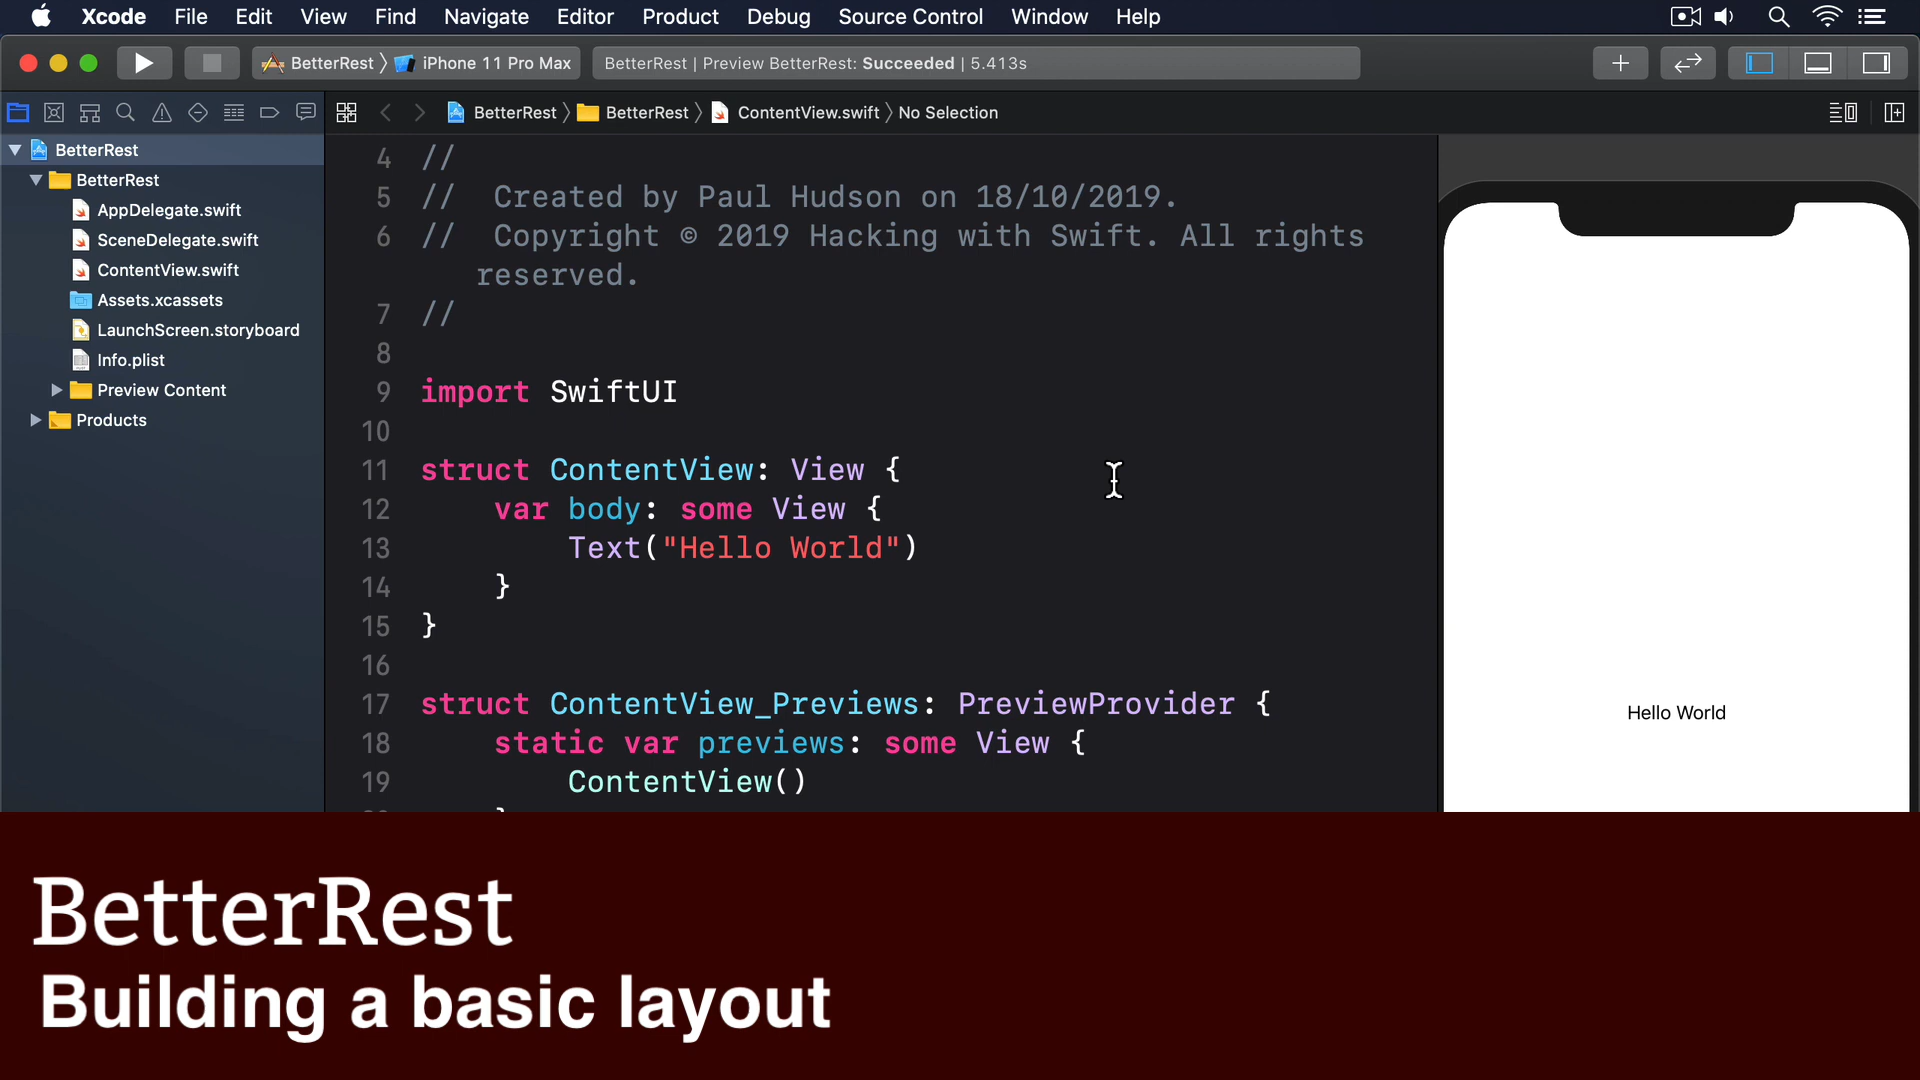 Xcode File Edit View Find Navigate Editor Product Debug Source Control Window Help
BetterRest iPhone 11 Pro Max BetterRest | Preview BetterRest: Succeeded | 5.413s
BetterRest BetterRest ContentView.swift No Selection
BetterRest
BetterRest
AppDelegate.swift
SceneDelegate.swift
ContentView.swift
Assets.xcassets
LaunchScreen.storyboard
Info.plist
Preview Content
Products
4 //
5 // Created by Paul Hudson on 18/10/2019.
6 // Copyright © 2019 Hacking with Swift. All rights
reserved.
7 //
8
9 import SwiftUI
10
11 struct ContentView: View {
12 var body: some View {
13 Text("Hello World")
14 }
15 }
16
17 struct ContentView_Previews: PreviewProvider {
18 static var previews: some View {
19 ContentView()
Hello World
BetterRest
Building a basic layout